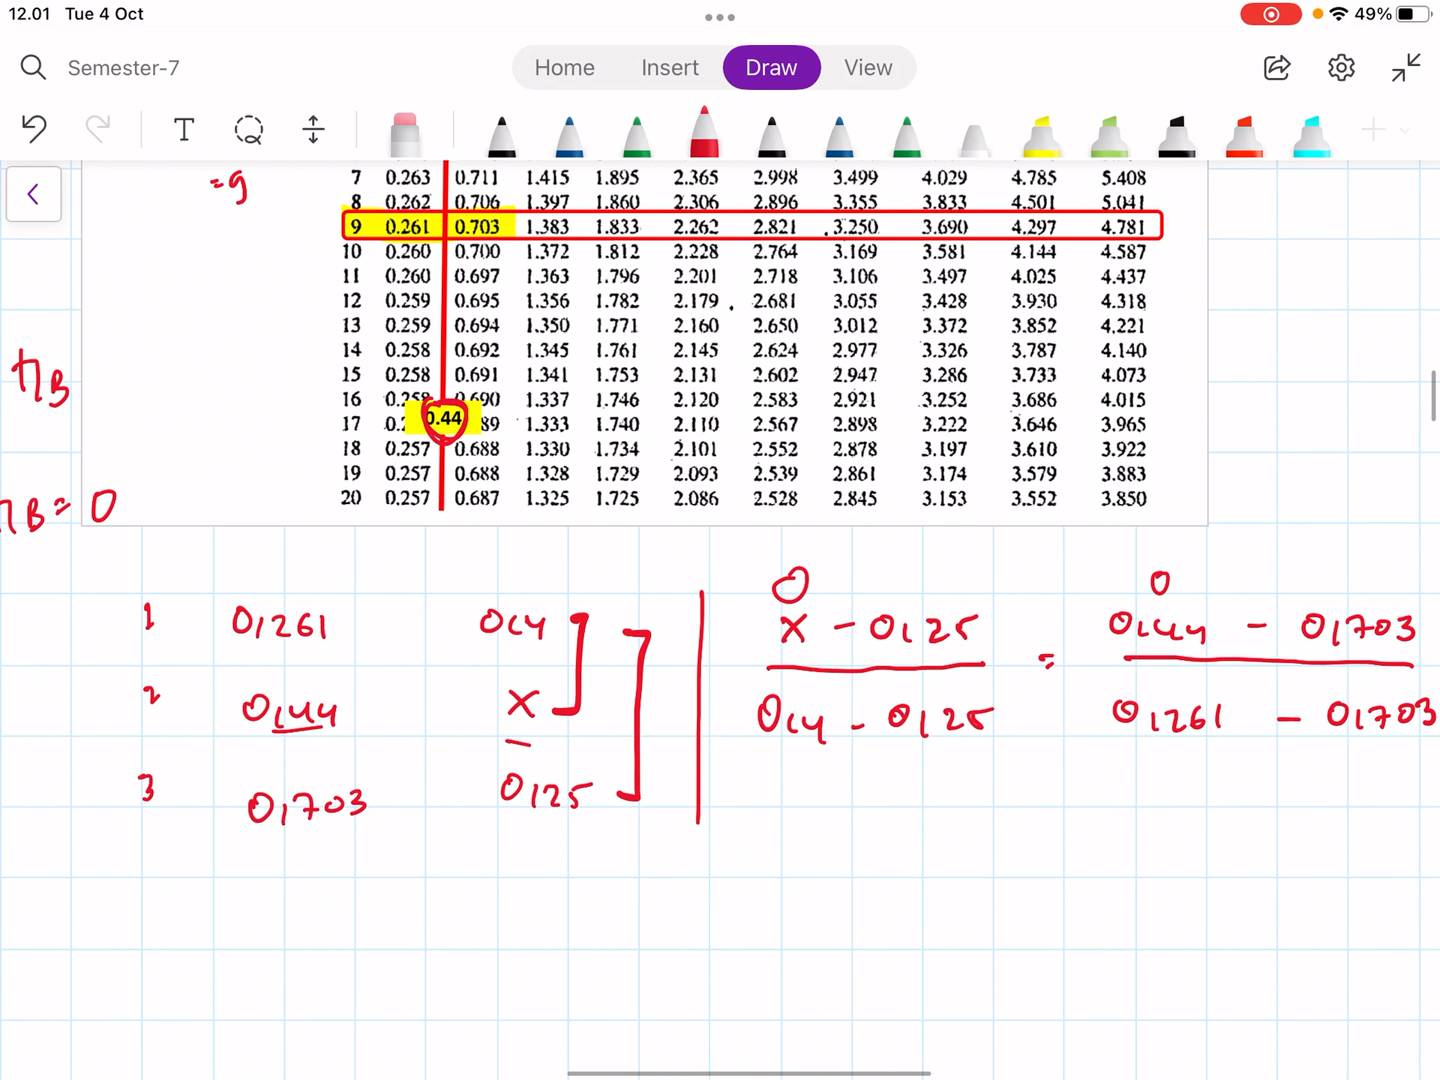 12.01 Tue 4 Oct 49%
Semester-7 Home Insert Draw View
T
=9
7 0.263 0.711 1.415 1.895 2.365 2.998 3.499 4.029 4.785 5.408
8 0.262 0.706 1.397 1.860 2.306 2.896 3.355 3.833 4.501 5.041
9 0.261 0.703 1.383 1.833 2.262 2.821 3.250 3.690 4.297 4.781
10 0.260 0.700 1.372 1.812 2.228 2.764 3.169 3.581 4.144 4.587
11 0.260 0.697 1.363 1.796 2.201 2.718 3.106 3.497 4.025 4.437
12 0.259 0.695 1.356 1.782 2.179 2.681 3.055 3.428 3.930 4.318
13 0.259 0.694 1.350 1.771 2.160 2.650 3.012 3.372 3.852 4.221
14 0.258 0.692 1.345 1.761 2.145 2.624 2.977 3.326 3.787 4.140
15 0.258 0.691 1.341 1.753 2.131 2.602 2.947 3.286 3.733 4.073
16 0.258 0.690 1.337 1.746 2.120 2.583 2.921 3.252 3.686 4.015
17 0.44 1.333 1.740 2.110 2.567 2.898 3.222 3.646 3.965
18 0.257 0.688 1.330 1.734 2.101 2.552 2.878 3.197 3.610 3.922
19 0.257 0.688 1.328 1.729 2.093 2.539 2.861 3.174 3.579 3.883
20 0.257 0.687 1.325 1.725 2.086 2.528 2.845 3.153 3.552 3.850
ηB
ηB = 0
0 0
1 0,261 0,4 x - 0,25 = 0,44 - 0,703
2 0,44 x 0,4 - 0,25 0,261 - 0,703
3 0,703 0,25